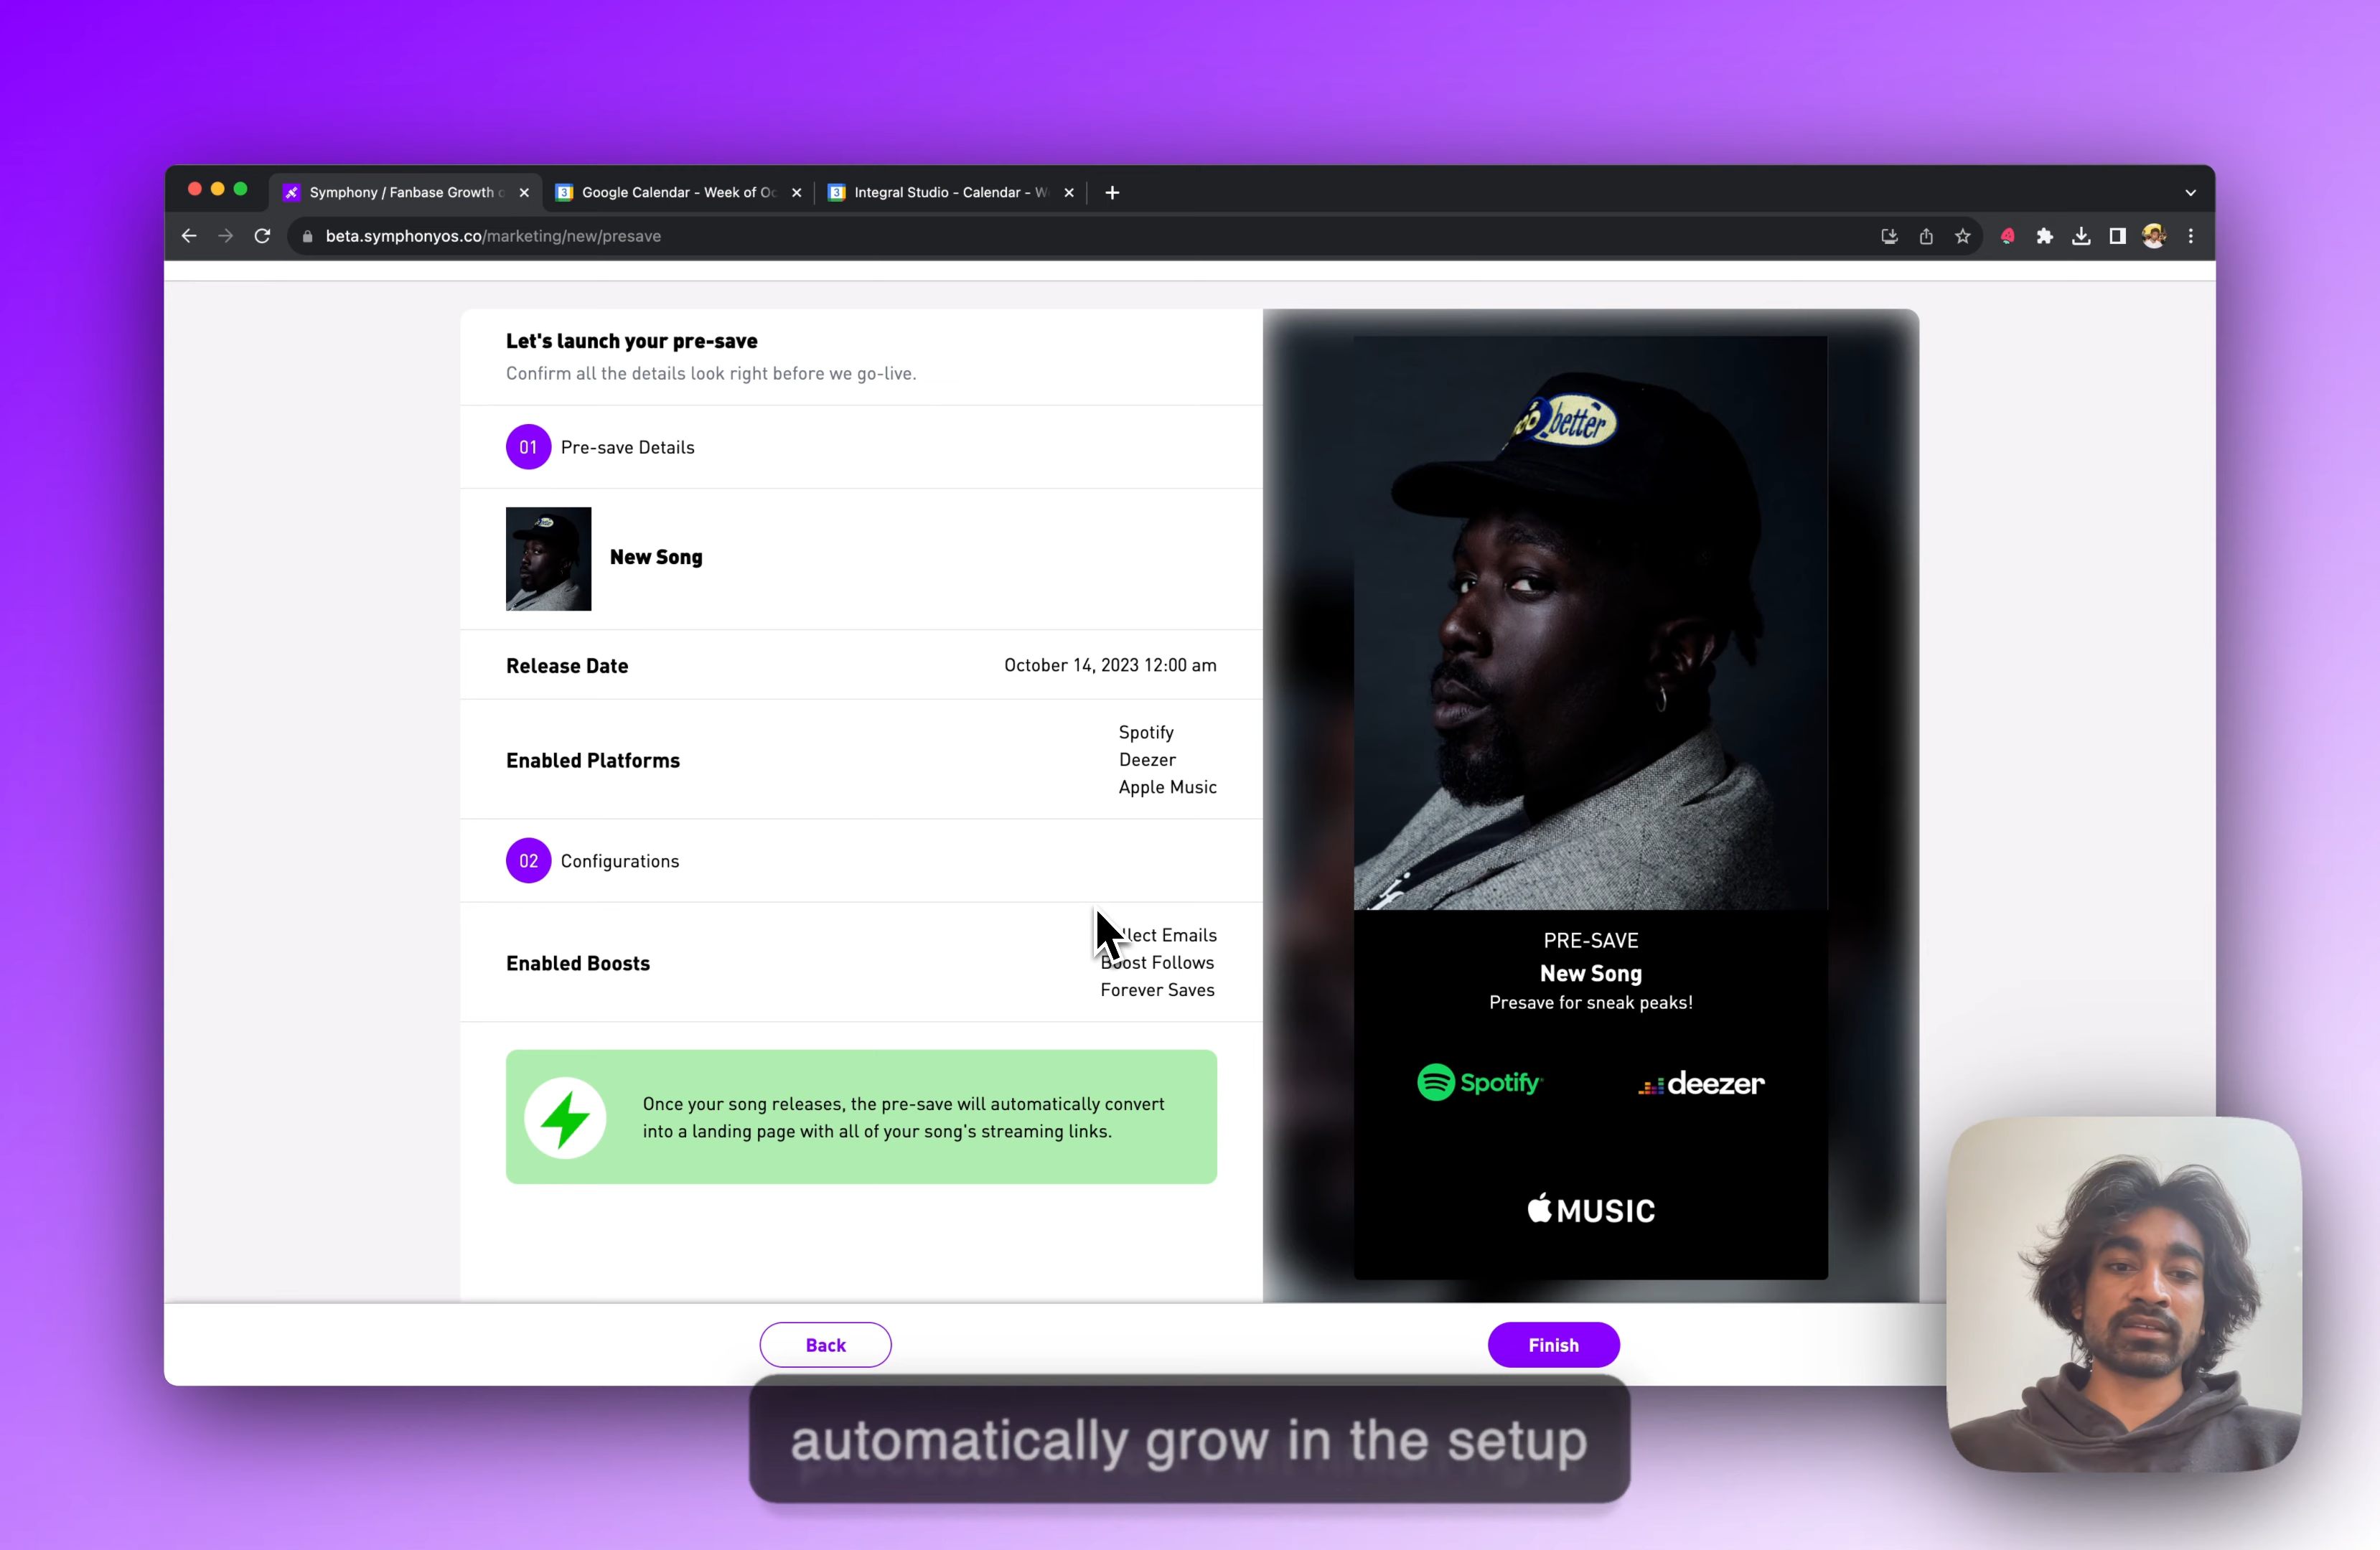 Symphony / Fanbase Growth
Google Calendar - Week of Oc
Integral Studio - Calendar - W
beta.symphonyos.co/marketing/new/presave
Let's launch your pre-save
Confirm all the details look right before we go-live.
01 Pre-save Details
New Song
Release Date October 14, 2023 12:00 am
Enabled Platforms
Spotify
Deezer
Apple Music
02 Configurations
Enabled Boosts
llect Emails
Boost Follows
Forever Saves
Once your song releases, the pre-save will automatically convert
into a landing page with all of your song's streaming links.
better
PRE-SAVE
New Song
Presave for sneak peaks!
Spotify
deezer
MUSIC
Back
Finish
automatically grow in the setup